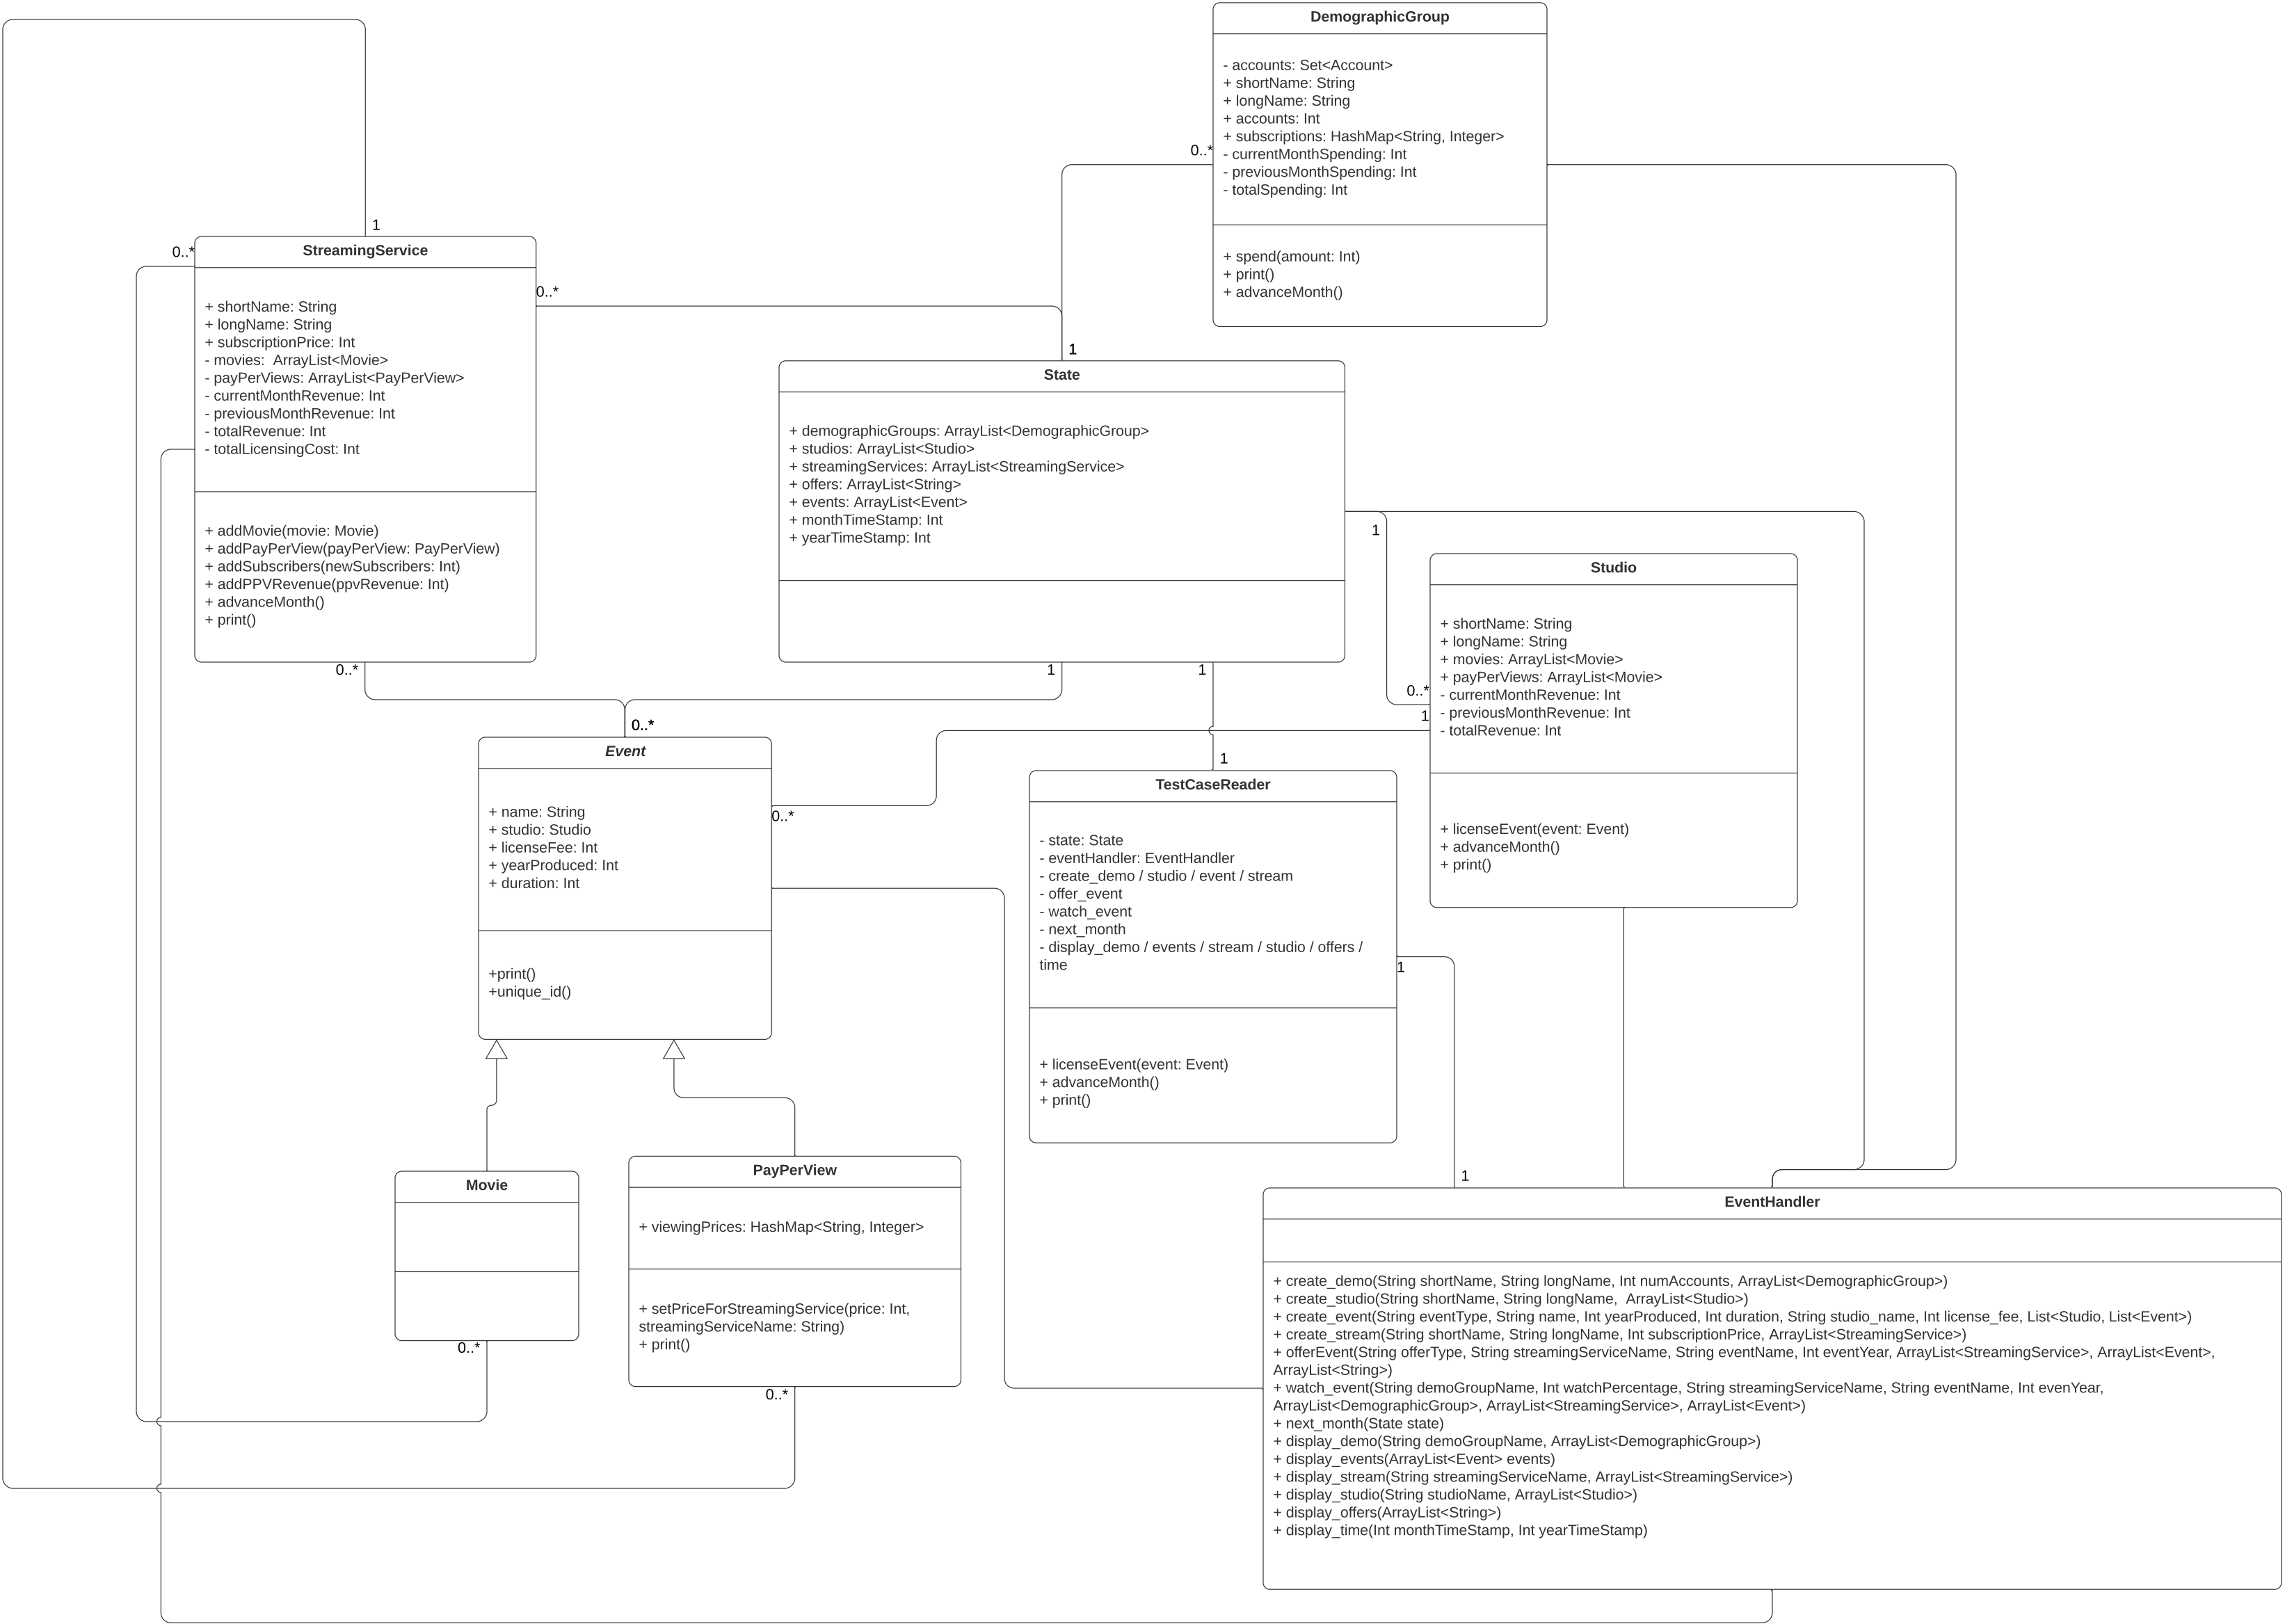 DemographicGroup
- accounts: Set<Account>
+ shortName: String
+ longName: String
+ accounts: Int
+ subscriptions: HashMap<String, Integer>
- currentMonthSpending: Int
- previousMonthSpending: Int
- totalSpending: Int
+ spend(amount: Int)
+ print()
+ advanceMonth()
0..*
1
0..*
StreamingService
+ shortName: String
+ longName: String
+ subscriptionPrice: Int
- movies:  ArrayList<Movie>
- payPerViews: ArrayList<PayPerView>
- currentMonthRevenue: Int
- previousMonthRevenue: Int
- totalRevenue: Int
- totalLicensingCost: Int
+ addMovie(movie: Movie)
+ addPayPerView(payPerView: PayPerView)
+ addSubscribers(newSubscribers: Int)
+ addPPVRevenue(ppvRevenue: Int)
+ advanceMonth()
+ print()
0..*
0..*
1
State
+ demographicGroups: ArrayList<DemographicGroup>
+ studios: ArrayList<Studio>
+ streamingServices: ArrayList<StreamingService>
+ offers: ArrayList<String>
+ events: ArrayList<Event>
+ monthTimeStamp: Int
+ yearTimeStamp: Int
1
1
1
0..*
1
Studio
+ shortName: String
+ longName: String
+ movies: ArrayList<Movie>
+ payPerViews: ArrayList<Movie>
- currentMonthRevenue: Int
- previousMonthRevenue: Int
- totalRevenue: Int
+ licenseEvent(event: Event)
+ advanceMonth()
+ print()
0..*
Event
+ name: String
+ studio: Studio
+ licenseFee: Int
+ yearProduced: Int
+ duration: Int
+print()
+unique_id()
0..*
1
TestCaseReader
- state: State
- eventHandler: EventHandler
- create_demo / studio / event / stream
- offer_event
- watch_event
- next_month
- display_demo / events / stream / studio / offers /
time
+ licenseEvent(event: Event)
+ advanceMonth()
+ print()
1
1
Movie
0..*
PayPerView
+ viewingPrices: HashMap<String, Integer>
+ setPriceForStreamingService(price: Int,
streamingServiceName: String)
+ print()
0..*
EventHandler
+ create_demo(String shortName, String longName, Int numAccounts, ArrayList<DemographicGroup>)
+ create_studio(String shortName, String longName,  ArrayList<Studio>)
+ create_event(String eventType, String name, Int yearProduced, Int duration, String studio_name, Int license_fee, List<Studio, List<Event>)
+ create_stream(String shortName, String longName, Int subscriptionPrice, ArrayList<StreamingService>)
+ offerEvent(String offerType, String streamingServiceName, String eventName, Int eventYear, ArrayList<StreamingService>, ArrayList<Event>,
ArrayList<String>)
+ watch_event(String demoGroupName, Int watchPercentage, String streamingServiceName, String eventName, Int evenYear,
ArrayList<DemographicGroup>, ArrayList<StreamingService>, ArrayList<Event>)
+ next_month(State state)
+ display_demo(String demoGroupName, ArrayList<DemographicGroup>)
+ display_events(ArrayList<Event> events)
+ display_stream(String streamingServiceName, ArrayList<StreamingService>)
+ display_studio(String studioName, ArrayList<Studio>)
+ display_offers(ArrayList<String>)
+ display_time(Int monthTimeStamp, Int yearTimeStamp)